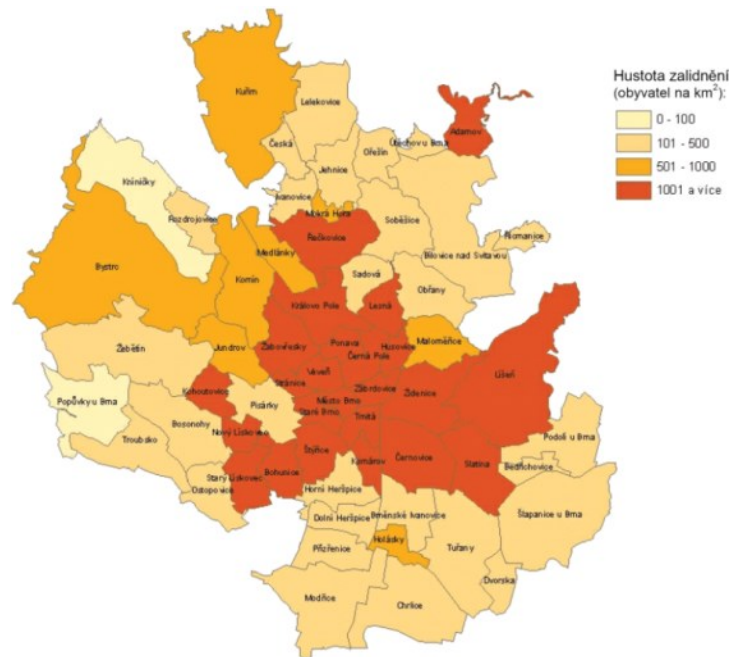 Hustota zalidnění
(obyvatel na km²):
0 - 100
101 - 500
501 - 1000
1001 a více
Kuřim
Lelekovice
Adamov
Česká
Ořešín
Útěchov u Brna
Jehnice
Kníničky
Ivanovice
Mokrá Hora
Rozdrojovice
Soběšice
Řečkovice
Řícmanice
Medlánky
Bílovice nad Svitavou
Bystrc
Komín
Sadová
Obřany
Královo Pole
Lesná
Žebětín
Jundrov
Žabovřesky
Ponava
Husovice
Maloměřice
Černá Pole
Líšeň
Veveří
Stránice
Zábrdovice
Židenice
Kohoutovice
Popůvky u Brna
Pisárky
Město Brno
Staré Brno
Trnitá
Bosonohy
Nový Lískovec
Troubsko
Podolí u Brna
Štýřice
Komárov
Černovice
Slatina
Bedřichovice
Starý Lískovec
Bohunice
Ostopovice
Horní Heršpice
Dolní Heršpice
Brněnské Ivanovice
Šlapanice u Brna
Přízřenice
Holásky
Tuřany
Modřice
Chrlice
Dvorska